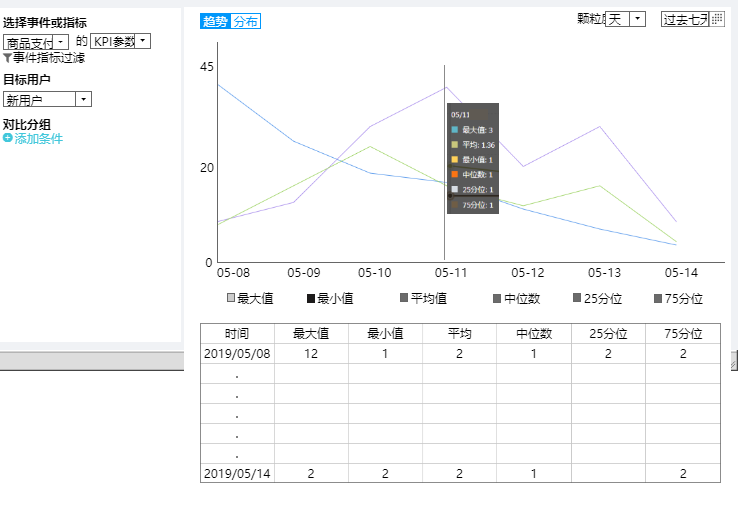 选择事件或指标
商品支付 的 KPI参数
事件指标过滤
目标用户
新用户
对比分组
添加条件
趋势 分布
颗粒度 天 过去七天
45
20
0
05/11
最大值: 3
平均: 1.36
最小值: 1
中位数: 1
25分位: 1
75分位: 1
05-08 05-09 05-10 05-11 05-12 05-13 05-14
最大值 最小值 平均值 中位数 25分位 75分位
时间 最大值 最小值 平均 中位数 25分位 75分位
2019/05/08 12 1 2 1 2 2
.
.
.
.
.
2019/05/14 2 2 2 1 2